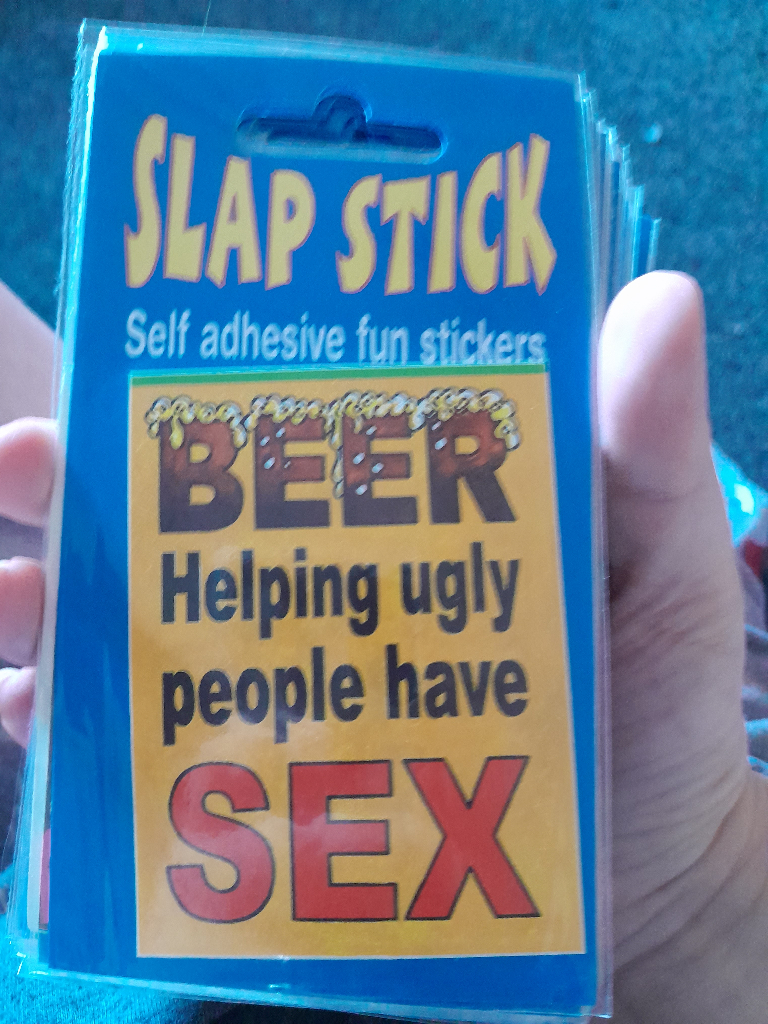 SLAP STICK
Self adhesive fun stickers
BEER
Helping ugly
people have
SEX